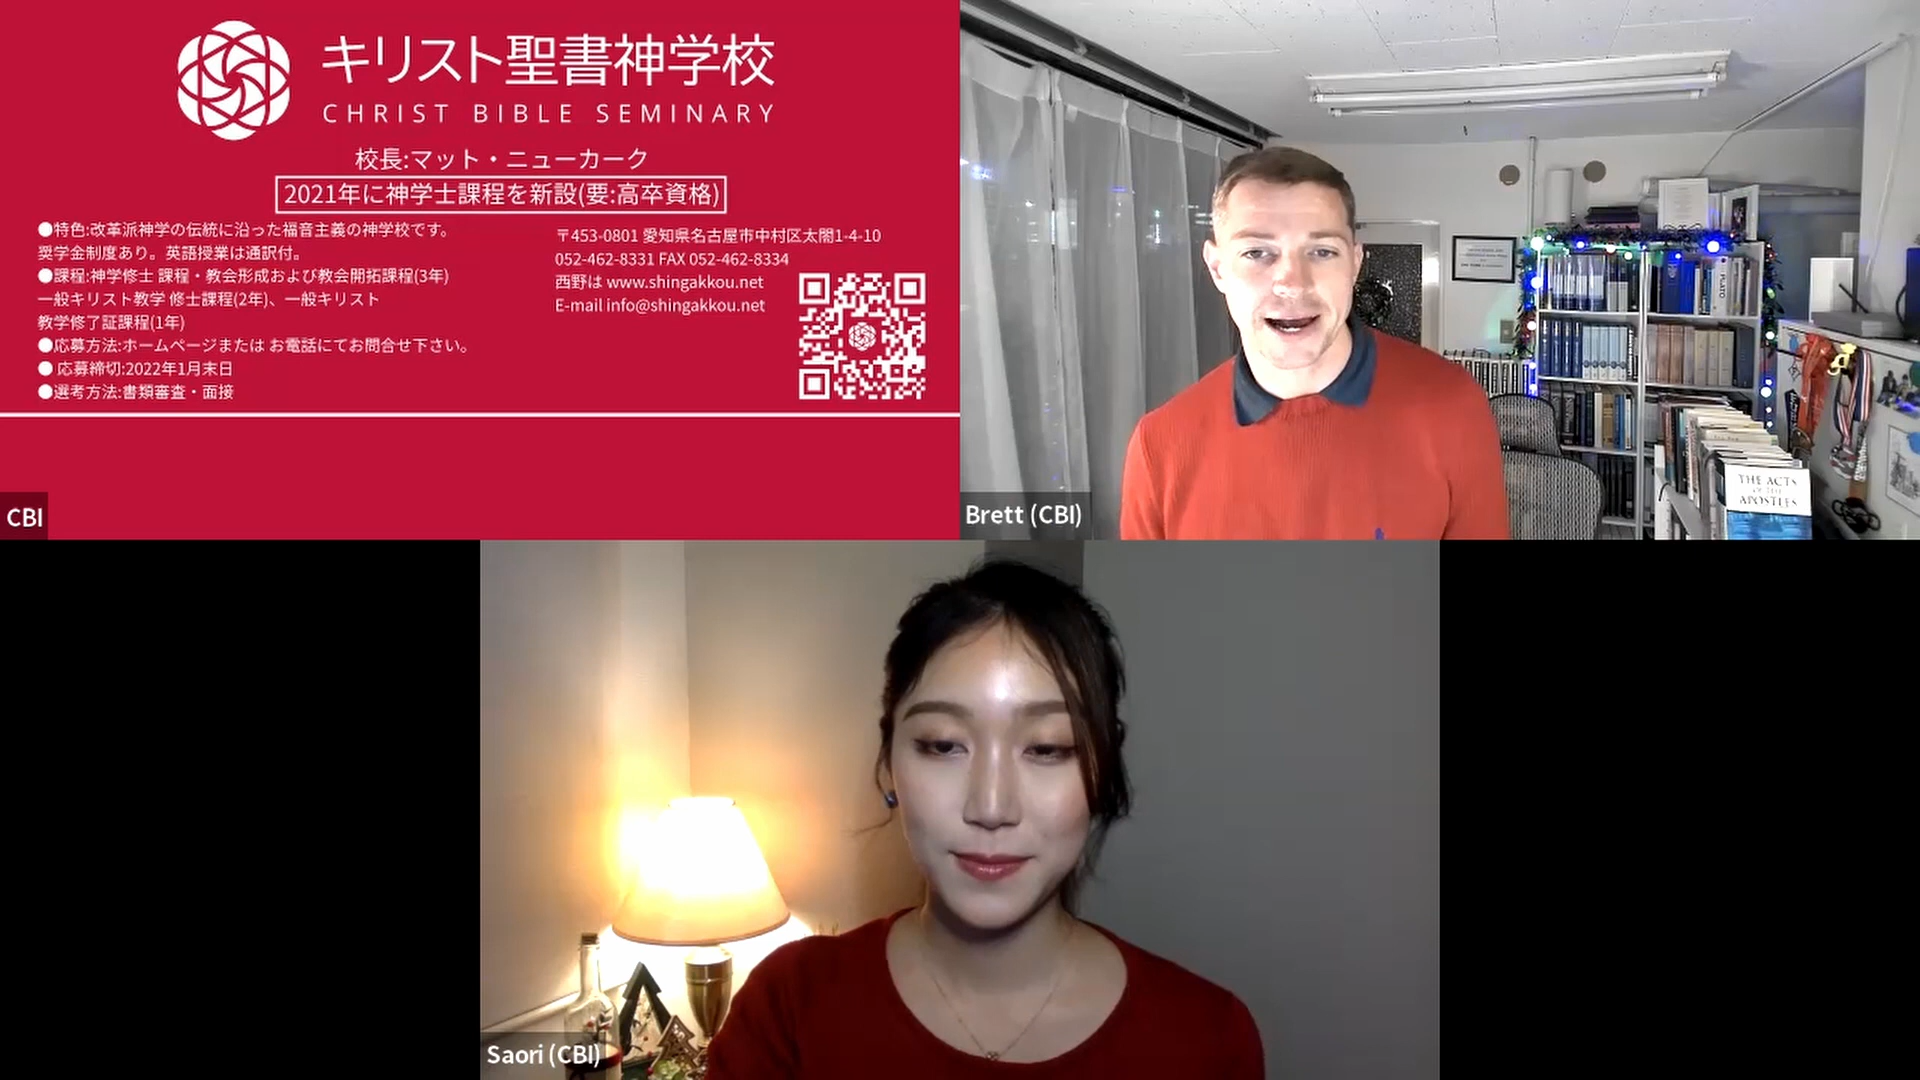 キリスト聖書神学校
CHRIST BIBLE SEMINARY
校長:マット・ニューカーク
2021年に神学士課程を新設(要:高卒資格)
●特色:改革派神学の伝統に沿った福音主義の神学校です。
奨学金制度あり。英語授業は通訳付。
●課程:神学修士 課程・教会形成および教会開拓課程(3年)
一般キリスト教学 修士課程(2年)、一般キリスト
教学修了証課程(1年)
●応募方法:ホームページまたは お電話にてお問合せ下さい。
● 応募締切:2022年1月末日
●選考方法:書類審査・面接
〒453-0801 愛知県名古屋市中村区太閤1-4-10
052-462-8331 FAX 052-462-8334
西野は www.shingakkou.net
E-mail info@shingakkou.net
CBI
Brett (CBI)
PLATO
THE ACTS
OF THE
APOSTLES
Saori (CBI)